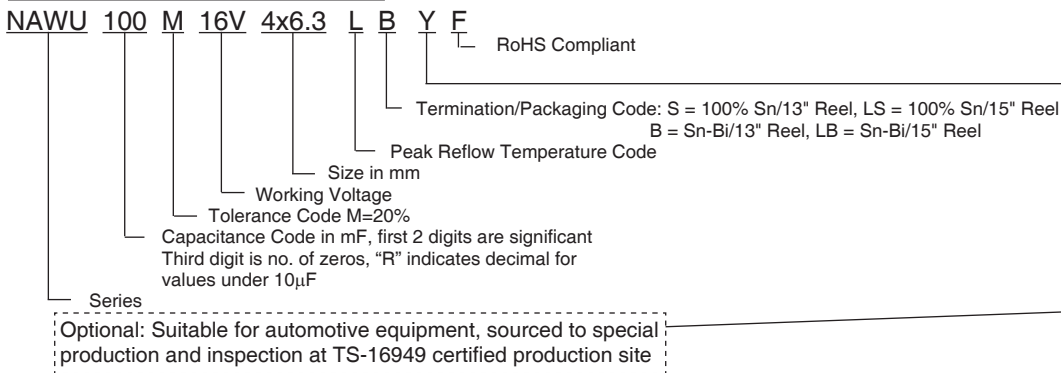 NAWU 100 M 16V 4x6.3 L B Y F
RoHS Compliant
Termination/Packaging Code: S = 100% Sn/13" Reel, LS = 100% Sn/15" Reel
B = Sn-Bi/13" Reel, LB = Sn-Bi/15" Reel
Peak Reflow Temperature Code
Size in mm
Working Voltage
Tolerance Code M=20%
Capacitance Code in mF, first 2 digits are significant
Third digit is no. of zeros, “R” indicates decimal for
values under 10μF
Series
Optional: Suitable for automotive equipment, sourced to special
production and inspection at TS-16949 certified production site